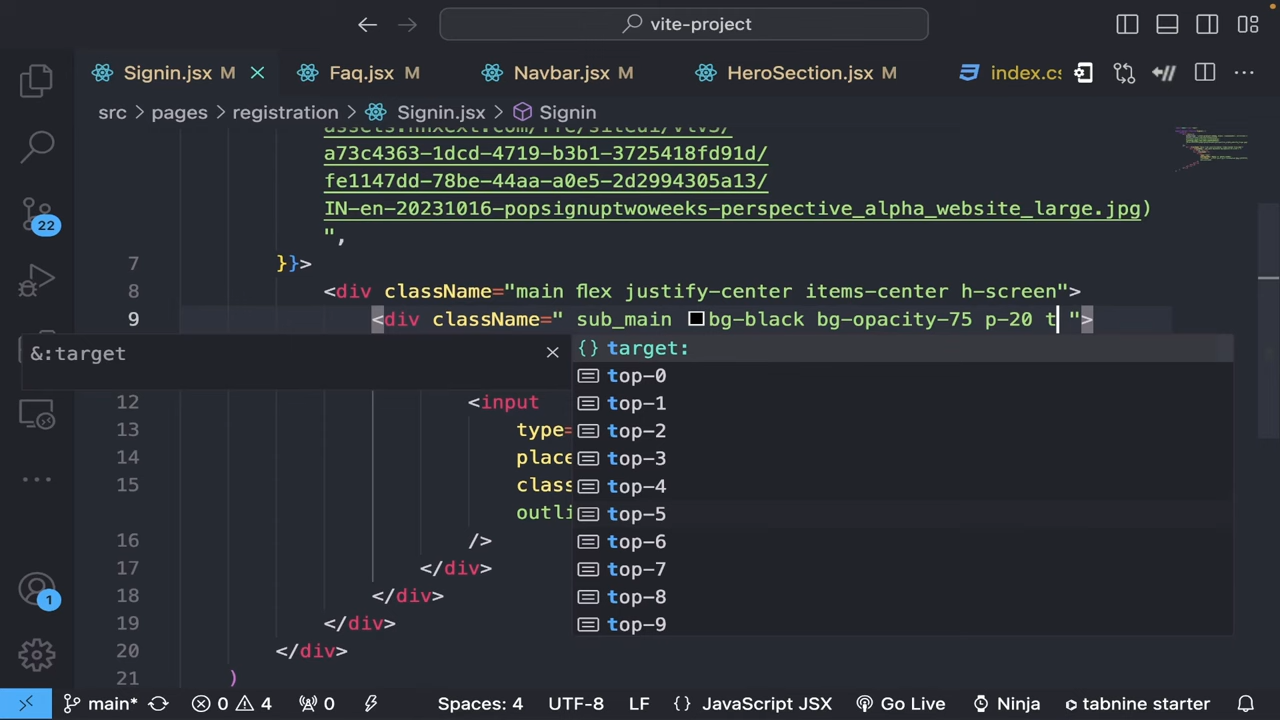 vite-project
Signin.jsx M Faq.jsx M Navbar.jsx M HeroSection.jsx M index.cs
src > pages > registration > Signin.jsx > Signin
a73c4363-1dcd-4719-b3b1-3725418fd91d/
fe1147dd-78be-44aa-a0e5-2d2994305a13/
IN-en-20231016-popsignuptwoweeks-perspective_alpha_website_large.jpg)
",
7 }}>
8 <div className="main flex justify-center items-center h-screen">
9 <div className=" sub_main bg-black bg-opacity-75 p-20 t ">
&:target
{} target:
top-0
12 <input top-1
13 type= top-2
14 place top-3
15 class top-4
outli top-5
16 /> top-6
17 </div> top-7
18 </div> top-8
19 </div> top-9
20 </div>
21 )
22
1
main* 0 4 0 Spaces: 4 UTF-8 LF {} JavaScript JSX Go Live Ninja tabnine starter